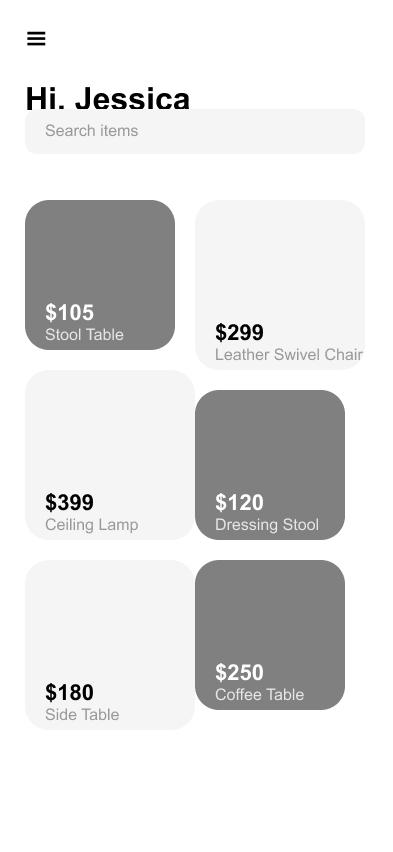 Hi, Jessica
Search items
$105
Stool Table
$299
Leather Swivel Chair
$399
Ceiling Lamp
$120
Dressing Stool
$180
Side Table
$250
Coffee Table